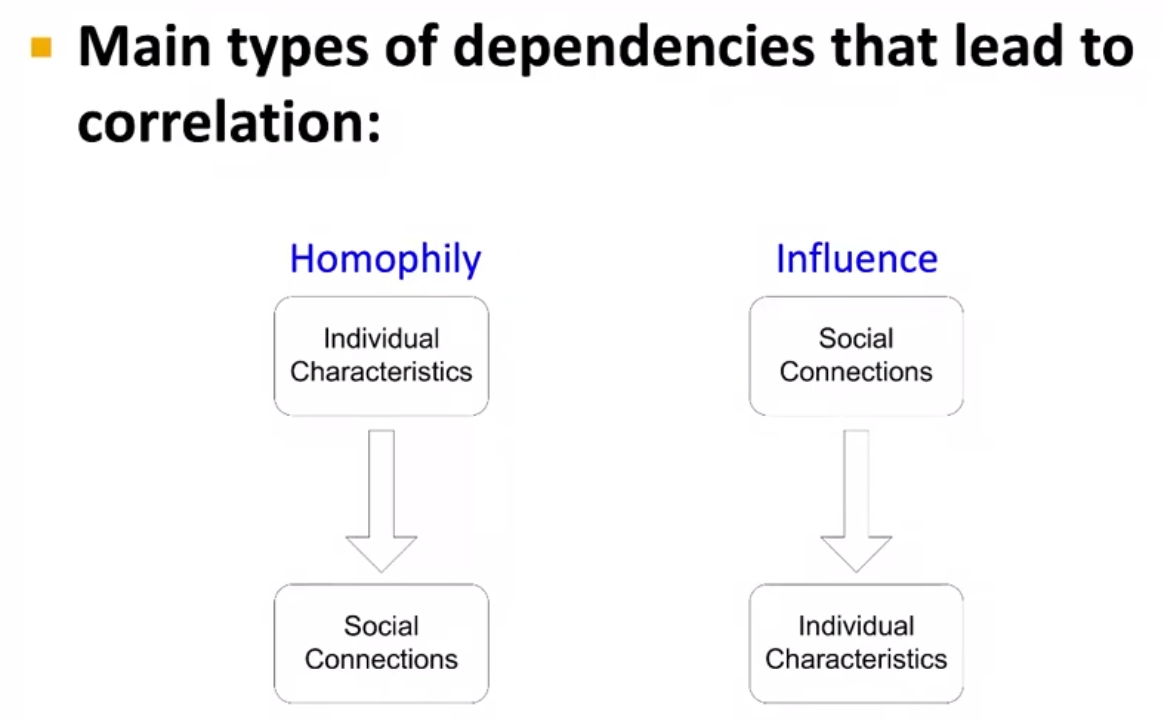 Main types of dependencies that lead to
correlation:
Homophily
Individual
Characteristics
Social
Connections
Influence
Social
Connections
Individual
Characteristics